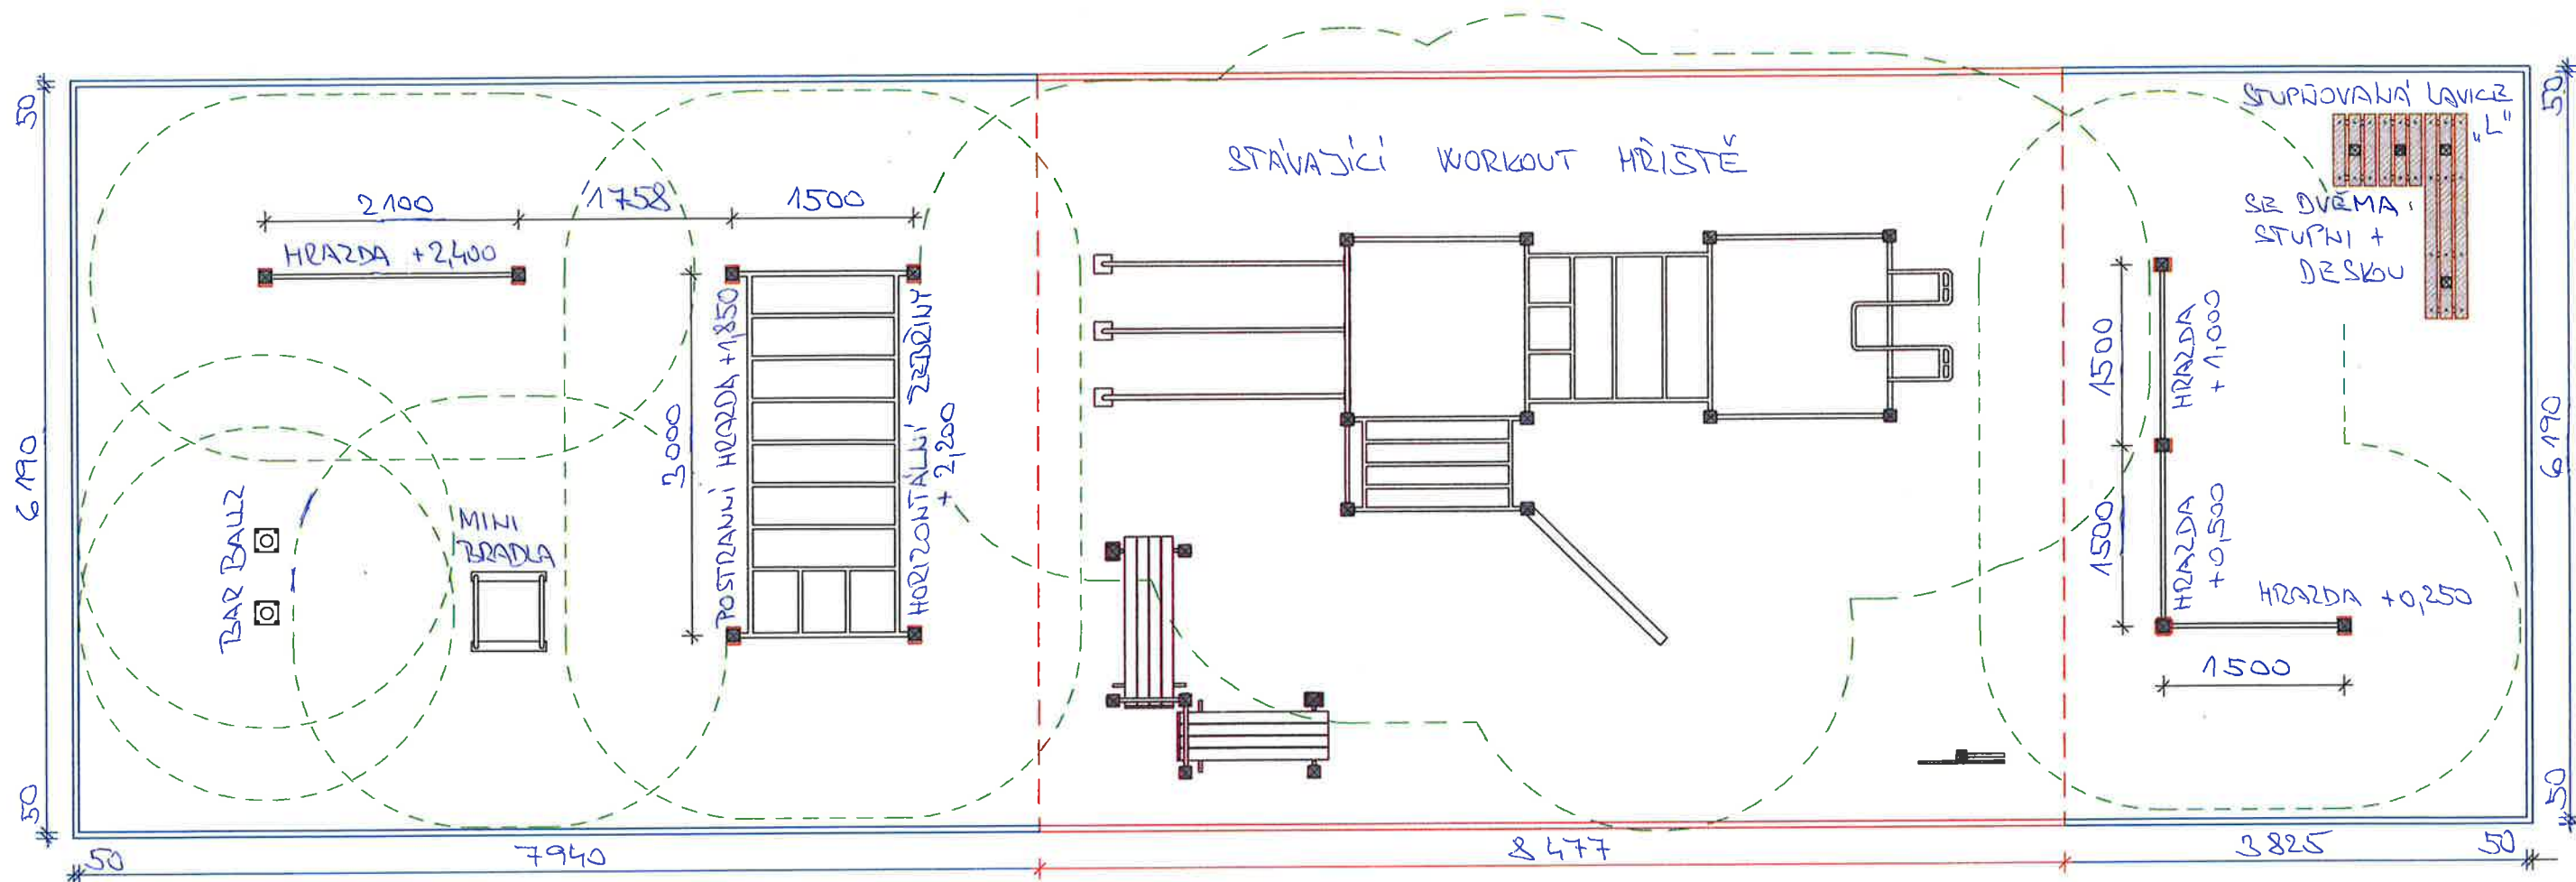 50
6190
50
2100
1758
1500
HRAZDA +2,400
3000
POSTRANNÍ HRAZDA +1,850
HORIZONTÁLNÍ ŽEBŘINY
+2,200
BAR BALLZ
MINI
BRADLA
STÁVAJÍCÍ WORKOUT HŘIŠTĚ
STUPŇOVANÁ LAVICE
„L“
SE DVĚMA
STUPNI +
DESKOU
1500
HRAZDA
+1,000
1500
HRAZDA
+0,500
HRAZDA +0,250
1500
50
6190
50
50
7940
8477
3825
50